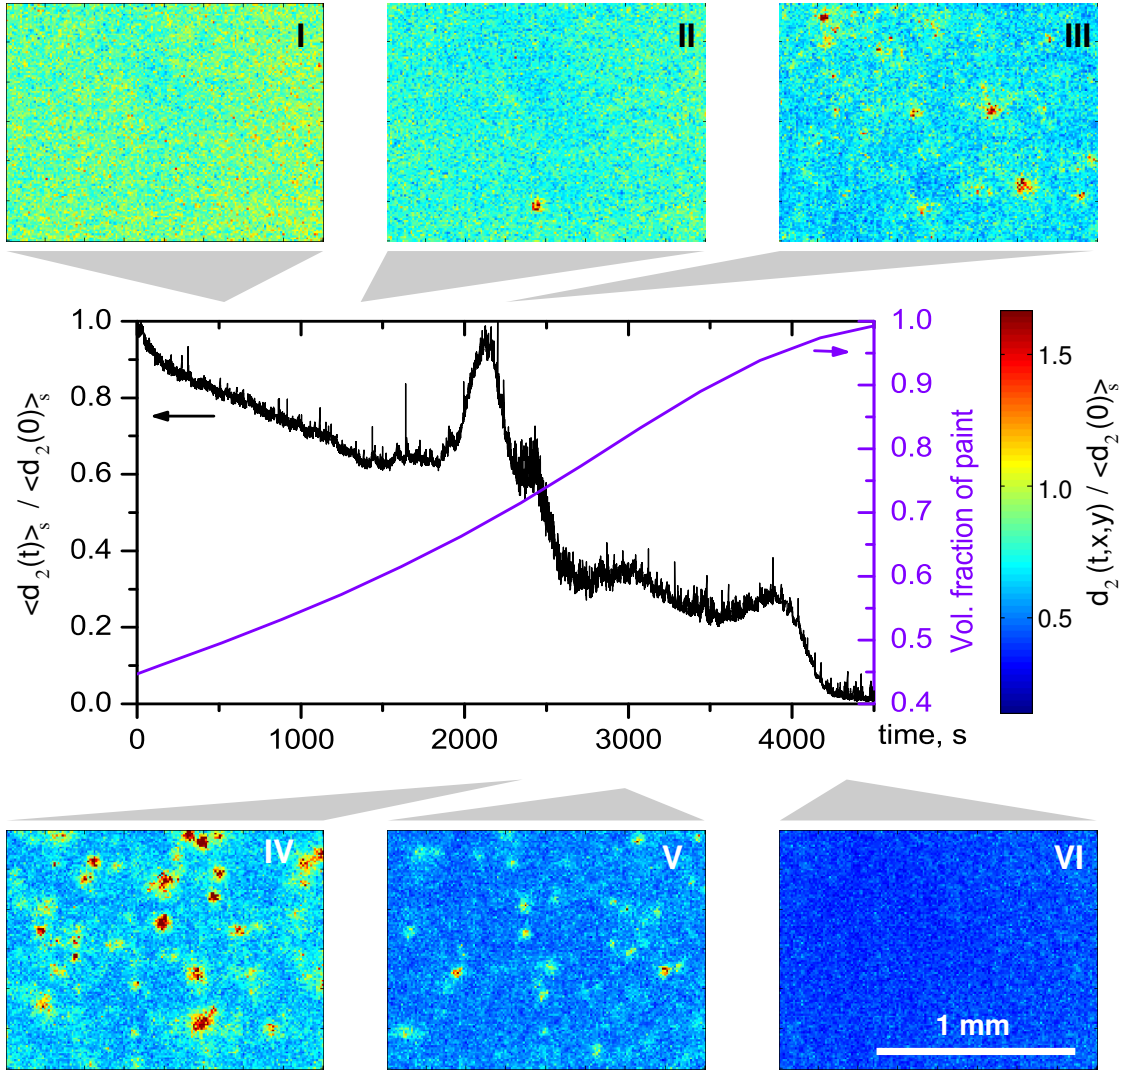 I
II
III
1.0
0.8
0.6
0.4
0.2
0.0
<d₂(t)>ₛ / <d₂(0)>ₛ
0
1000
2000
3000
4000
time, s
1.0
0.9
0.8
0.7
0.6
0.5
0.4
Vol. fraction of paint
1.5
1.0
0.5
d₂(t,x,y) / <d₂(0)>ₛ
IV
V
VI
1 mm